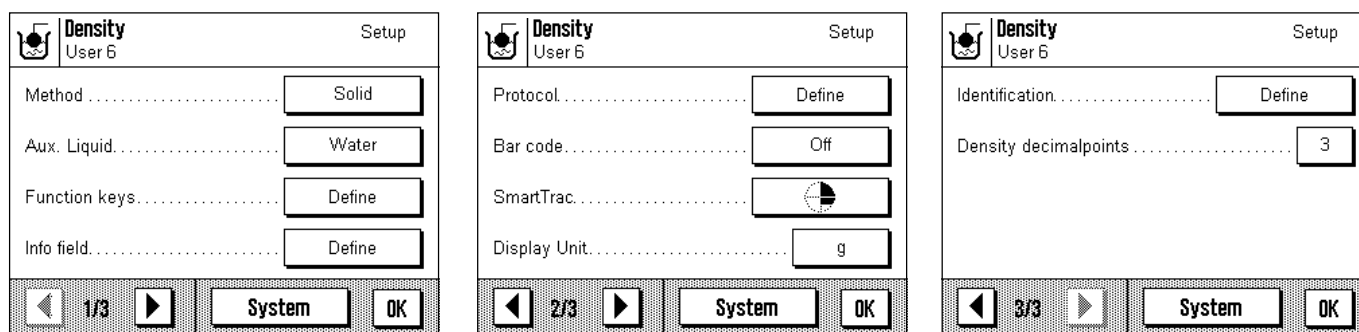 Density
User 6
Setup
Method ....................... Solid
Aux. Liquid.................... Water
Function keys................. Define
Info field....................... Define
1/3
System
OK
Density
User 6
Setup
Protocol........................ Define
Bar code....................... Off
SmartTrac......................
Display Unit......................... g
2/3
System
OK
Density
User 6
Setup
Identification................... Define
Density decimalpoints .................... 3
3/3
System
OK